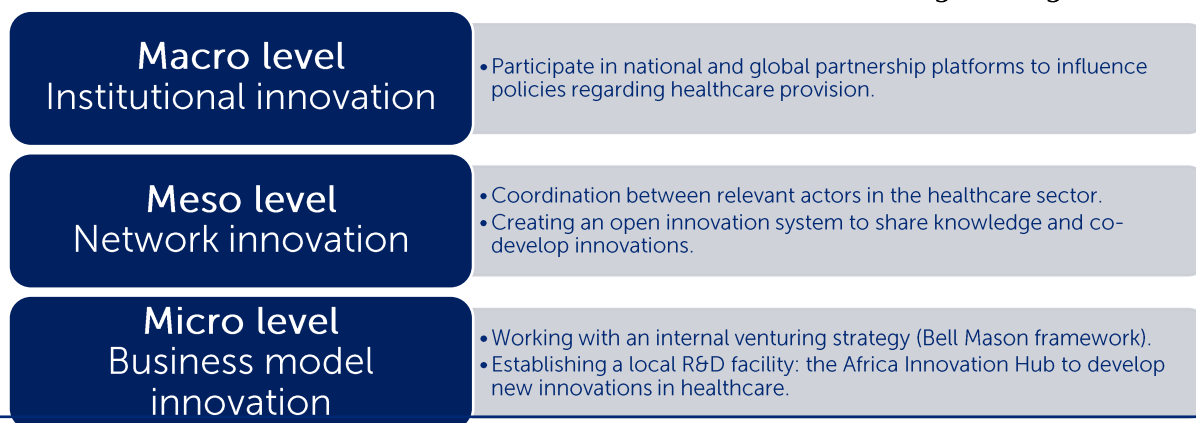 Macro level
Institutional innovation
•Participate in national and global partnership platforms to influence
policies regarding healthcare provision.
Meso level
Network innovation
•Coordination between relevant actors in the healthcare sector.
•Creating an open innovation system to share knowledge and co-
develop innovations.
Micro level
Business model
innovation
•Working with an internal venturing strategy (Bell Mason framework).
•Establishing a local R&D facility: the Africa Innovation Hub to develop
new innovations in healthcare.